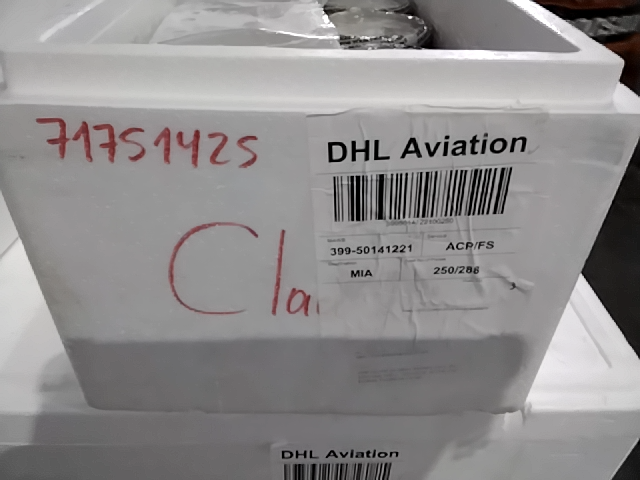 71751425
Cla
DHL Aviation
399-50141221
ACP/FS
MIA
250/288
DHL Aviation